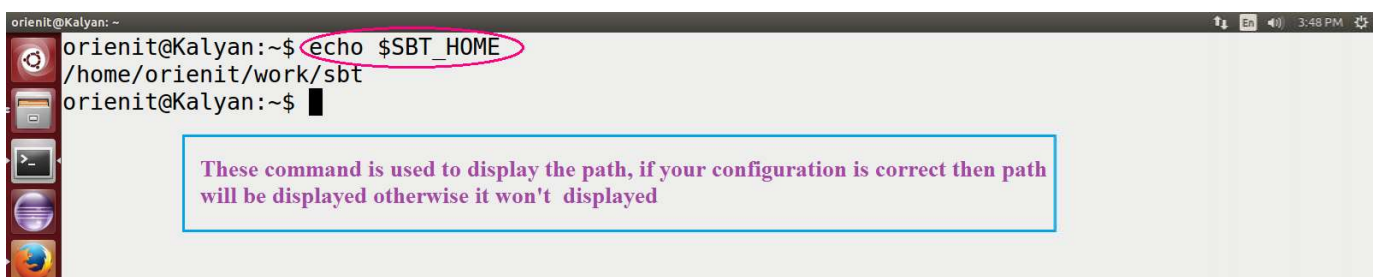 orienit@Kalyan: ~
En 3:48 PM
orienit@Kalyan:~$ echo $SBT_HOME
/home/orienit/work/sbt
orienit@Kalyan:~$
These command is used to display the path, if your configuration is correct then path
will be displayed otherwise it won't displayed